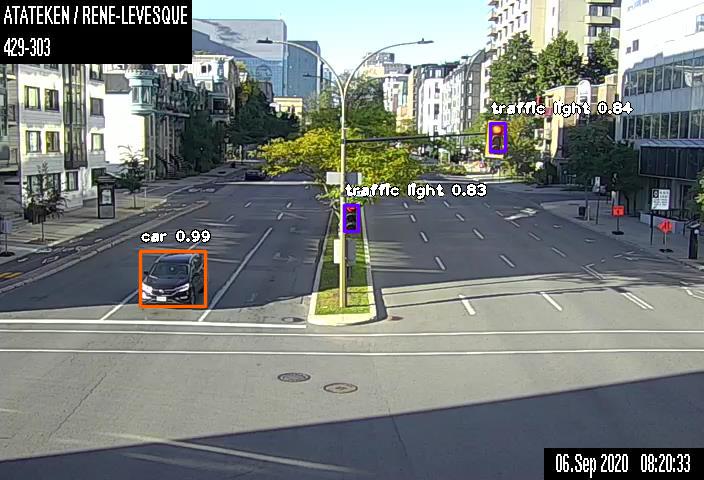 ATATEKEN / RENE-LEVESQUE
429-303
traffic light 0.84
traffic light 0.83
car 0.99
06.Sep 2020 08:20:33